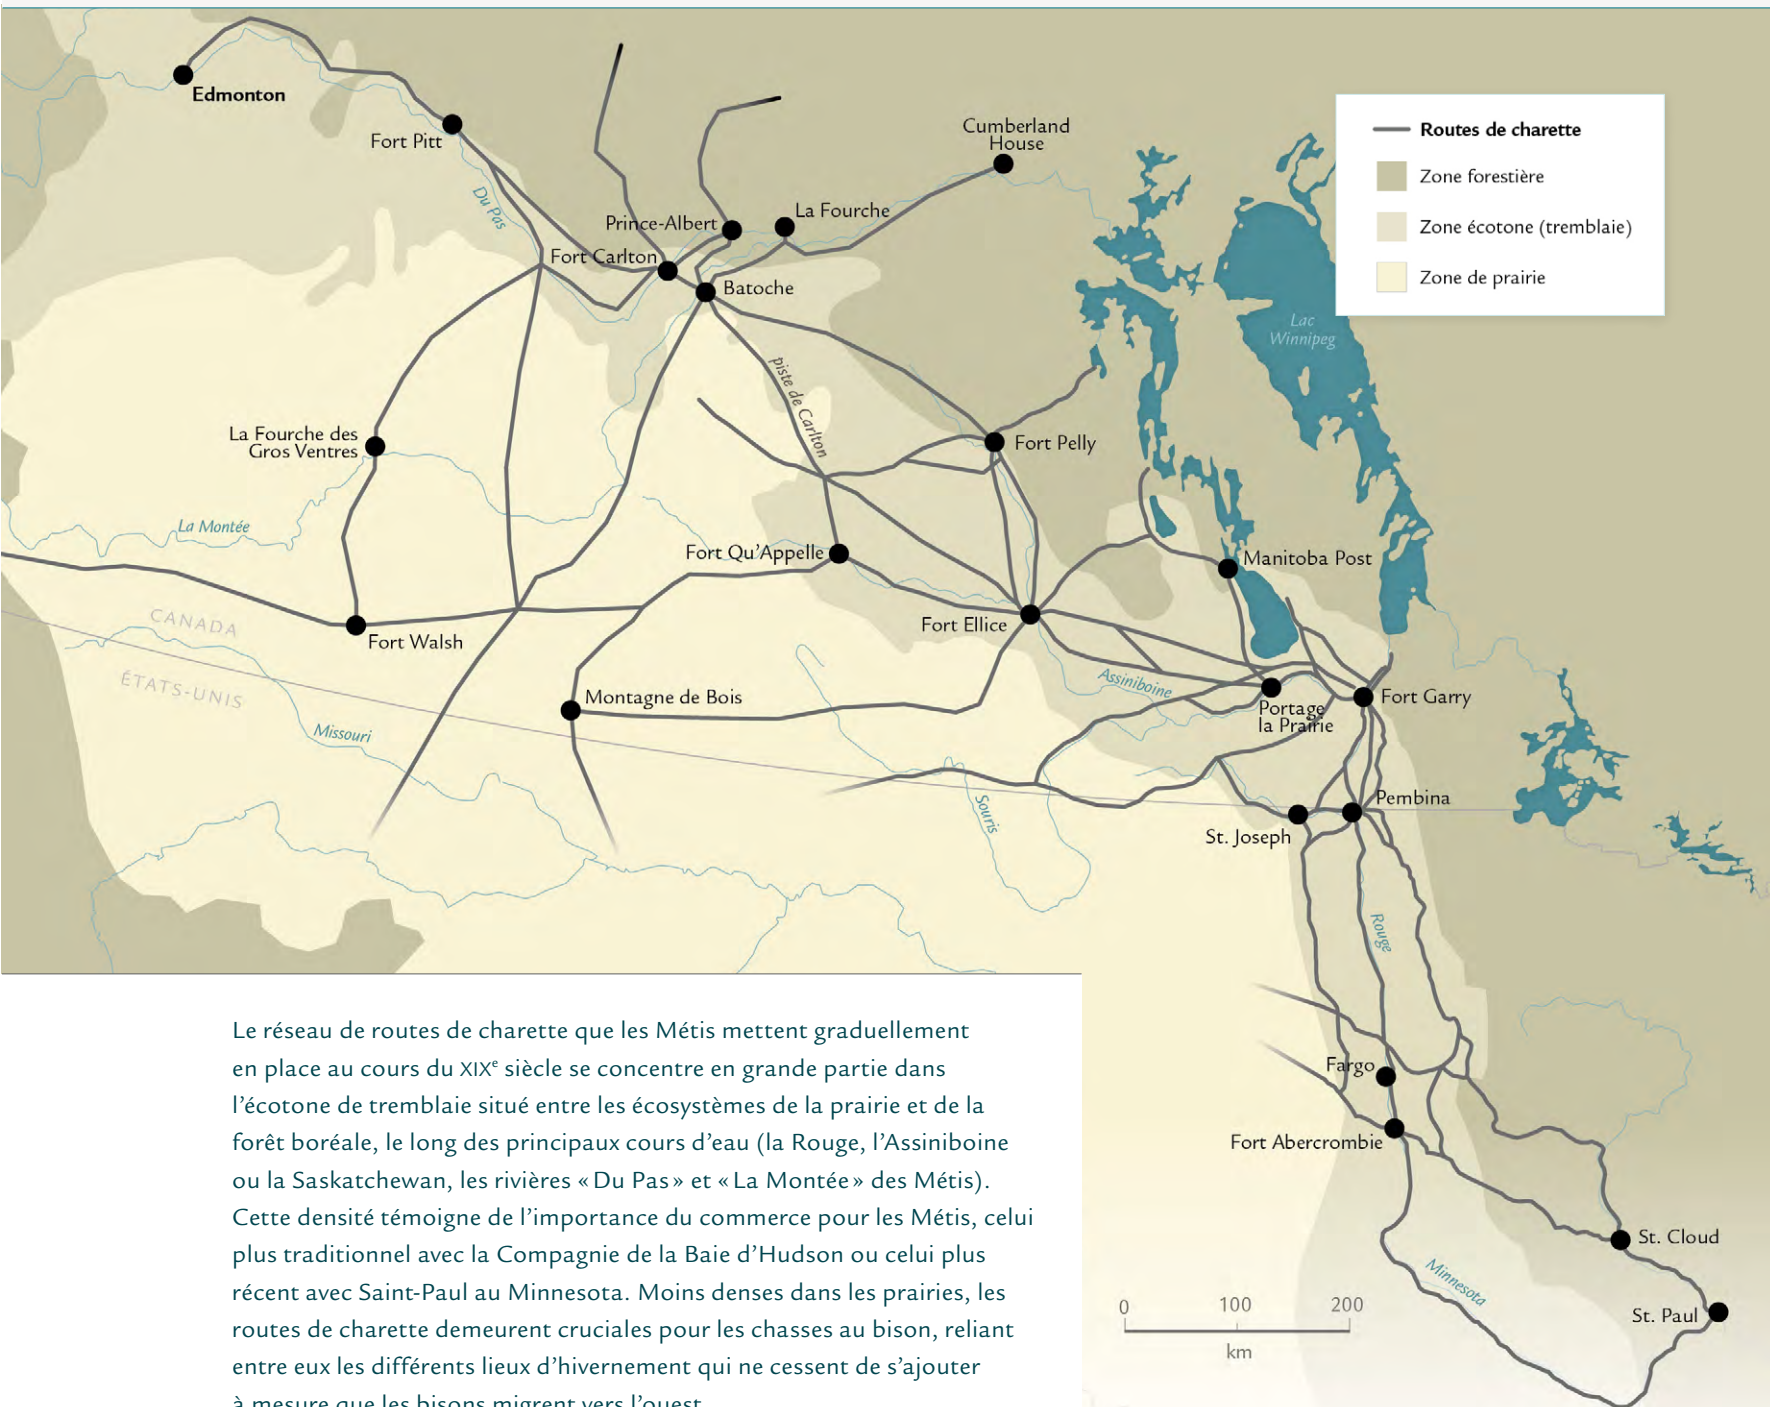 Edmonton
Fort Pitt
Du Pas
Cumberland
House
Prince-Albert
La Fourche
Fort Carlton
Batoche
piste de Carlton
Routes de charette
Zone forestière
Zone écotone (tremblaie)
Zone de prairie
Lac
Winnipeg
La Fourche des
Gros Ventres
Fort Pelly
La Montée
Fort Qu’Appelle
Manitoba Post
CANADA
Fort Walsh
Fort Ellice
ÉTATS-UNIS
Montagne de Bois
Assiniboine
Portage
la Prairie
Fort Garry
Missouri
Souris
Pembina
St. Joseph
Rouge
Fargo
Fort Abercrombie
St. Cloud
Minnesota
St. Paul
0 100 200
km
Le réseau de routes de charette que les Métis mettent graduellement
en place au cours du XIXe siècle se concentre en grande partie dans
l’écotone de tremblaie situé entre les écosystèmes de la prairie et de la
forêt boréale, le long des principaux cours d’eau (la Rouge, l’Assiniboine
ou la Saskatchewan, les rivières « Du Pas » et « La Montée » des Métis).
Cette densité témoigne de l’importance du commerce pour les Métis, celui
plus traditionnel avec la Compagnie de la Baie d’Hudson ou celui plus
récent avec Saint-Paul au Minnesota. Moins denses dans les prairies, les
routes de charette demeurent cruciales pour les chasses au bison, reliant
entre eux les différents lieux d’hivernement qui ne cessent de s’ajouter
à mesure que les bisons migrent vers l’ouest